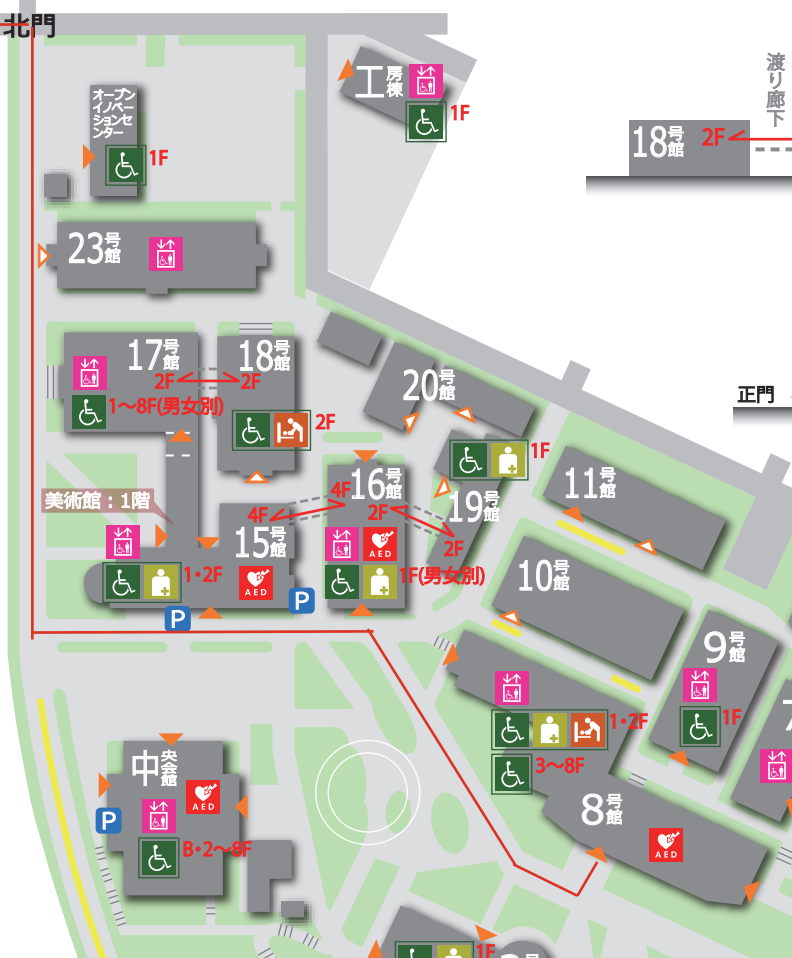 北門
オープン
イノベー
ションセ
ンター
1F
工房棟
1F
渡り廊下
18号館
2F
23号館
17号館
2F
1～8F(男女別)
18号館
2F
2F
20号館
正門
美術館：1階
4F
16号館
2F
AED
1F(男女別)
1F
19号館
2F
11号館
4F
15号館
1・2F
AED
P
P
10号館
9号館
1F
7
1・2F
3～8F
8号館
AED
中央会館
AED
P
B・2～8F
1F
号